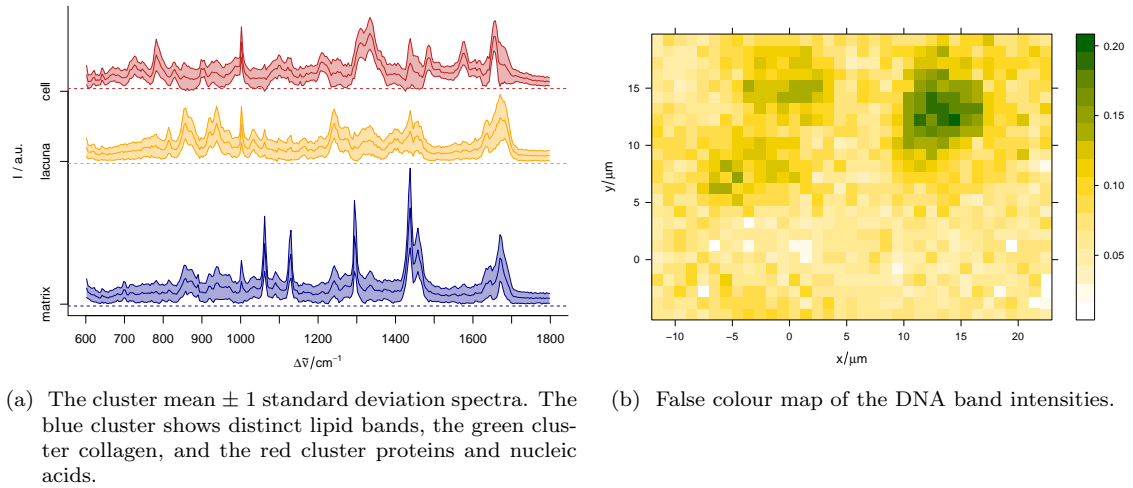 I / a.u.
cell
lacuna
matrix
600 700 800 1000 1200 1400 1600 1800
Δν̃/cm⁻¹
15
10
5
0
y/μm
−10 −5 0 5 10 15 20
x/μm
0.20
0.15
0.10
0.05
(a) The cluster mean ± 1 standard deviation spectra. The
blue cluster shows distinct lipid bands, the green clus-
ter collagen, and the red cluster proteins and nucleic
acids.
(b) False colour map of the DNA band intensities.